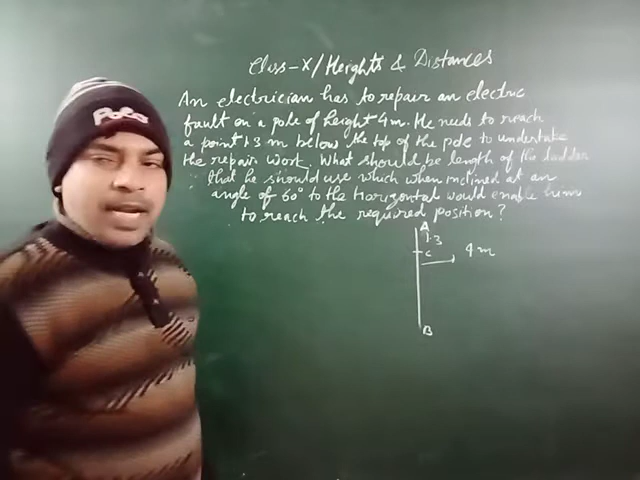 Class-X/Heights & Distances
An electrician has to repair an electric
fault on a pole of height 4m. He needs to reach
a point 1.3 m below the top of the pole to undertake
the repair work. What should be length of the ladder
that he should use which when inclined at an
angle of 60° to the horizontal would enable him
to reach the required position?
A
1.3
C
4 m
B
POLO